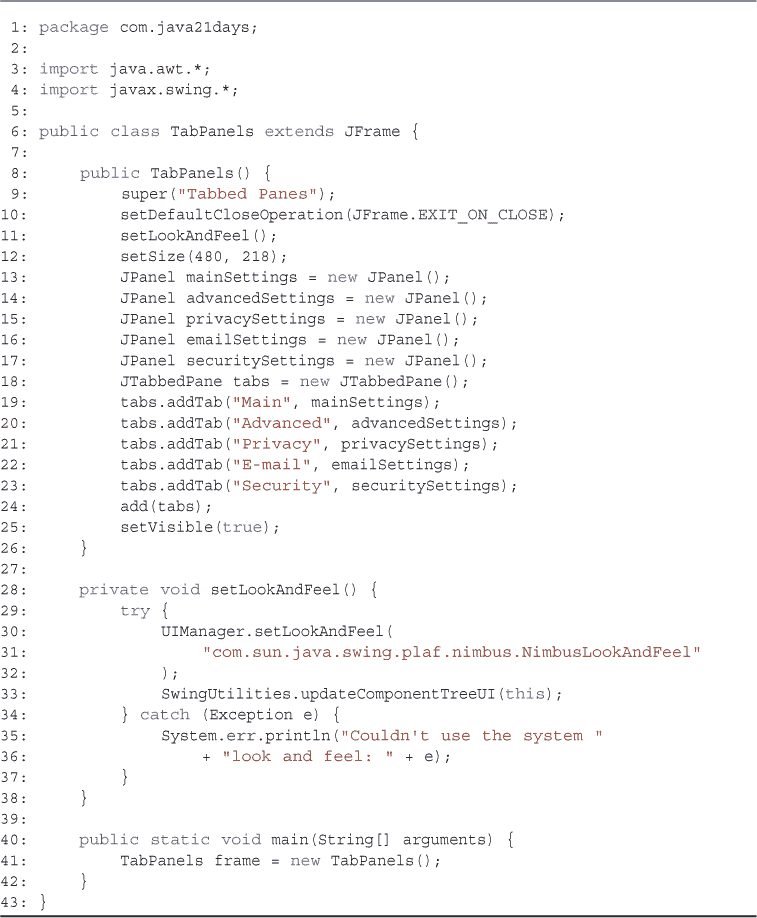 1: package com.java21days;
2:
3: import java.awt.*;
4: import javax.swing.*;
5:
6: public class TabPanels extends JFrame {
7:
8:     public TabPanels() {
9:         super("Tabbed Panes");
10:         setDefaultCloseOperation(JFrame.EXIT_ON_CLOSE);
11:         setLookAndFeel();
12:         setSize(480, 218);
13:         JPanel mainSettings = new JPanel();
14:         JPanel advancedSettings = new JPanel();
15:         JPanel privacySettings = new JPanel();
16:         JPanel emailSettings = new JPanel();
17:         JPanel securitySettings = new JPanel();
18:         JTabbedPane tabs = new JTabbedPane();
19:         tabs.addTab("Main", mainSettings);
20:         tabs.addTab("Advanced", advancedSettings);
21:         tabs.addTab("Privacy", privacySettings);
22:         tabs.addTab("E-mail", emailSettings);
23:         tabs.addTab("Security", securitySettings);
24:         add(tabs);
25:         setVisible(true);
26:     }
27:
28:     private void setLookAndFeel() {
29:         try {
30:             UIManager.setLookAndFeel(
31:                 "com.sun.java.swing.plaf.nimbus.NimbusLookAndFeel"
32:             );
33:             SwingUtilities.updateComponentTreeUI(this);
34:         } catch (Exception e) {
35:             System.err.println("Couldn't use the system "
36:                 + "look and feel: " + e);
37:         }
38:     }
39:
40:     public static void main(String[] arguments) {
41:         TabPanels frame = new TabPanels();
42:     }
43: }